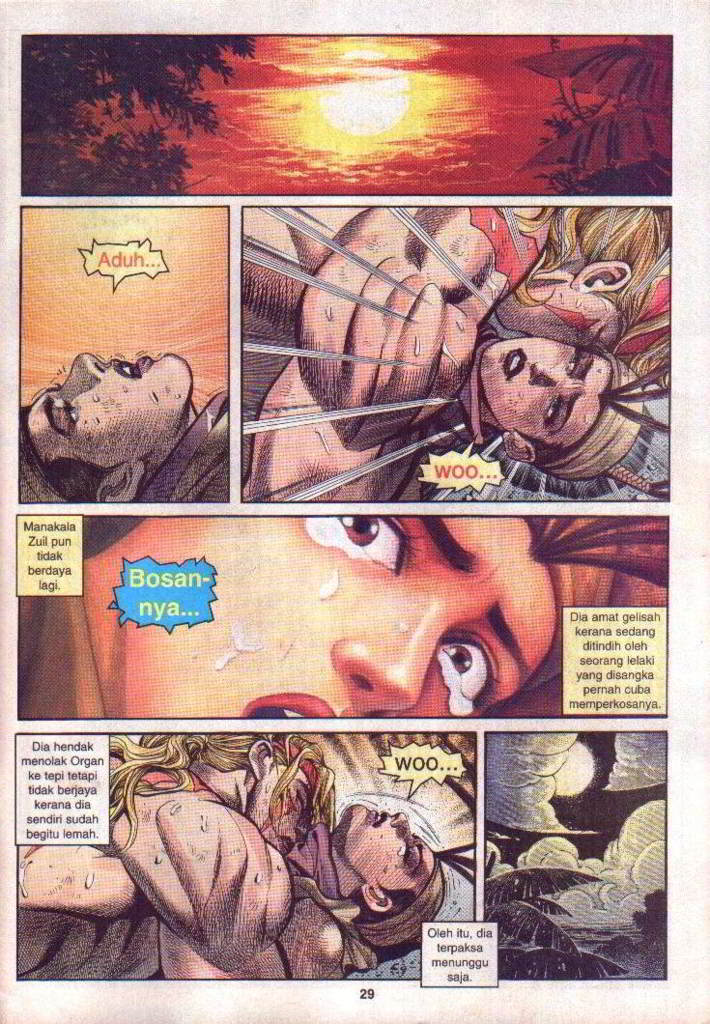 Aduh...
WOO...
Manakala
Zuil pun
tidak
berdaya
lagi.
Bosan-
nya...
Dia amat gelisah
kerana sedang
ditindih oleh
seorang lelaki
yang disangka
pernah cuba
memperkosanya.
Dia hendak
menolak Organ
ke tepi tetapi
tidak berjaya
kerana dia
sendiri sudah
begitu lemah.
WOO...
Oleh itu, dia
terpaksa
menunggu
saja.
29